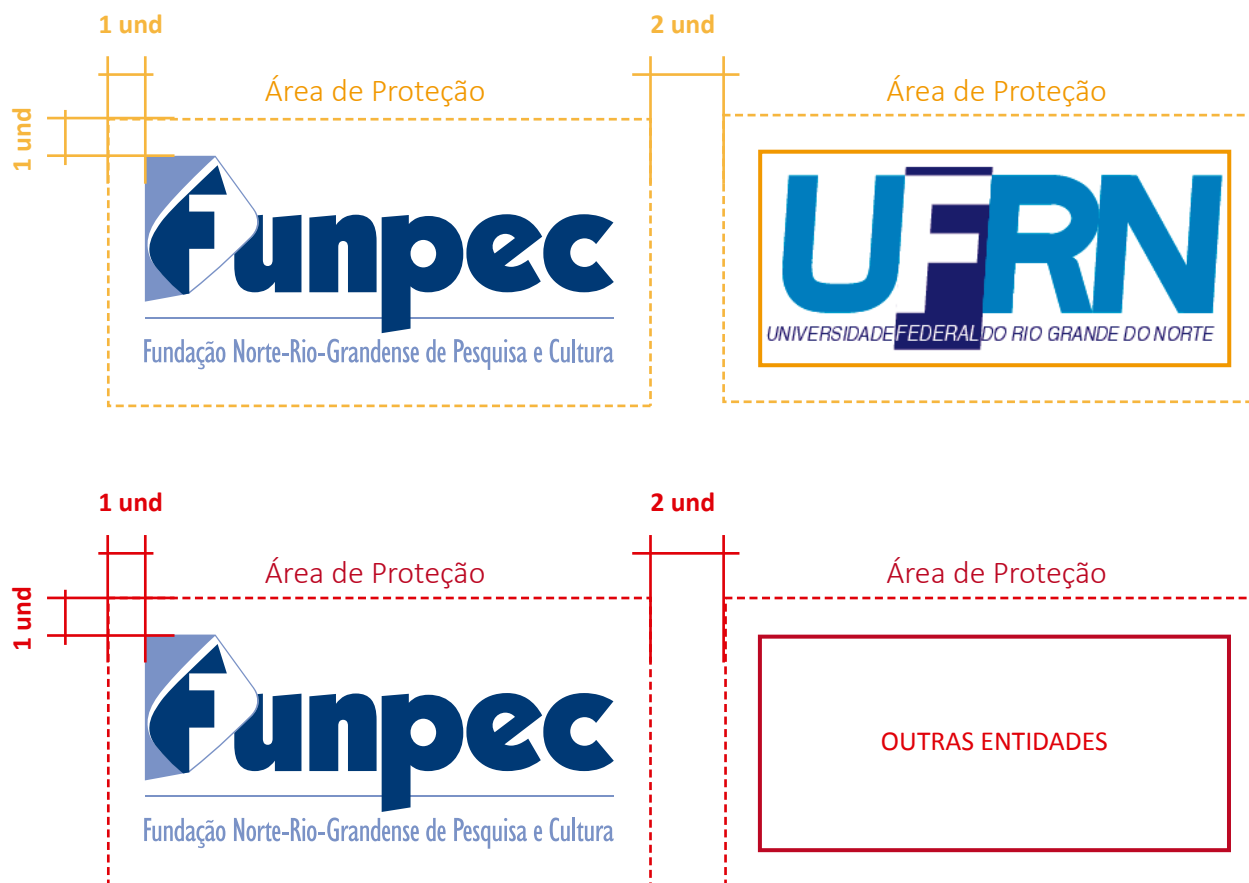 1 und
2 und
Área de Proteção
Área de Proteção
1 und
Funpec
Fundação Norte-Rio-Grandense de Pesquisa e Cultura
UFRN
UNIVERSIDADE FEDERAL DO RIO GRANDE DO NORTE
1 und
2 und
Área de Proteção
Área de Proteção
1 und
Funpec
Fundação Norte-Rio-Grandense de Pesquisa e Cultura
OUTRAS ENTIDADES